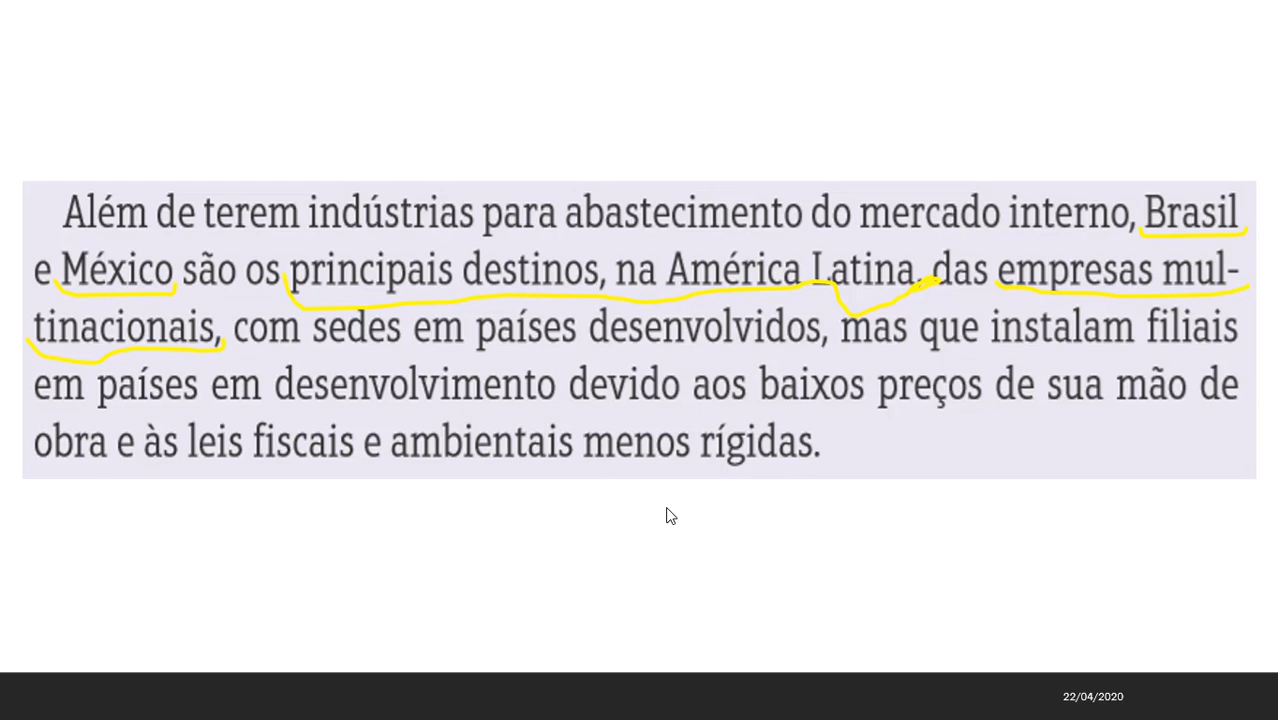 Além de terem indústrias para abastecimento do mercado interno, Brasil
e México são os principais destinos, na América Latina, das empresas mul-
tinacionais, com sedes em países desenvolvidos, mas que instalam filiais
em países em desenvolvimento devido aos baixos preços de sua mão de
obra e às leis fiscais e ambientais menos rígidas.
22/04/2020